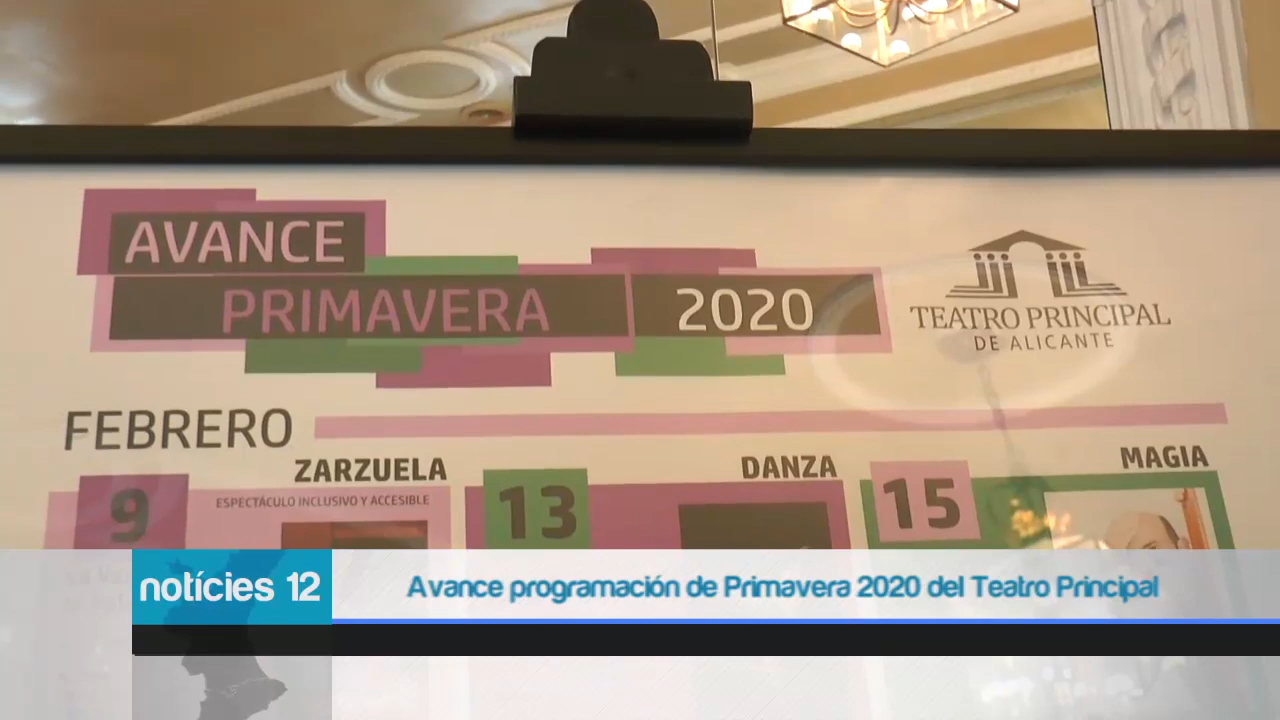 AVANCE
PRIMAVERA 2020
TEATRO PRINCIPAL
DE ALICANTE
FEBRERO
9 ZARZUELA
ESPECTÁCULO INCLUSIVO Y ACCESIBLE
13 DANZA
15 MAGIA
notícies 12
Avance programación de Primavera 2020 del Teatro Principal